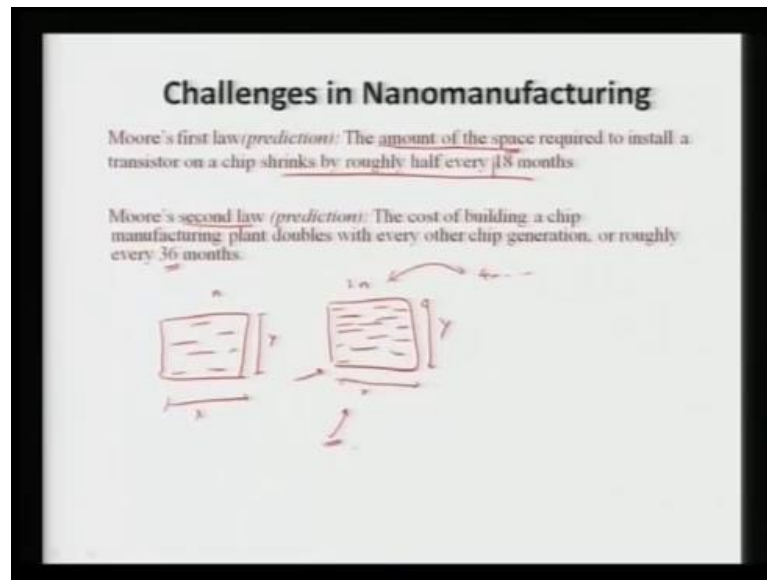 Challenges in Nanomanufacturing
Moore's first law(prediction): The amount of the space required to install a
transistor on a chip shrinks by roughly half every 18 months
Moore's second law (prediction): The cost of building a chip
manufacturing plant doubles with every other chip generation, or roughly
every 36 months.
n 2n
Y Y
x x